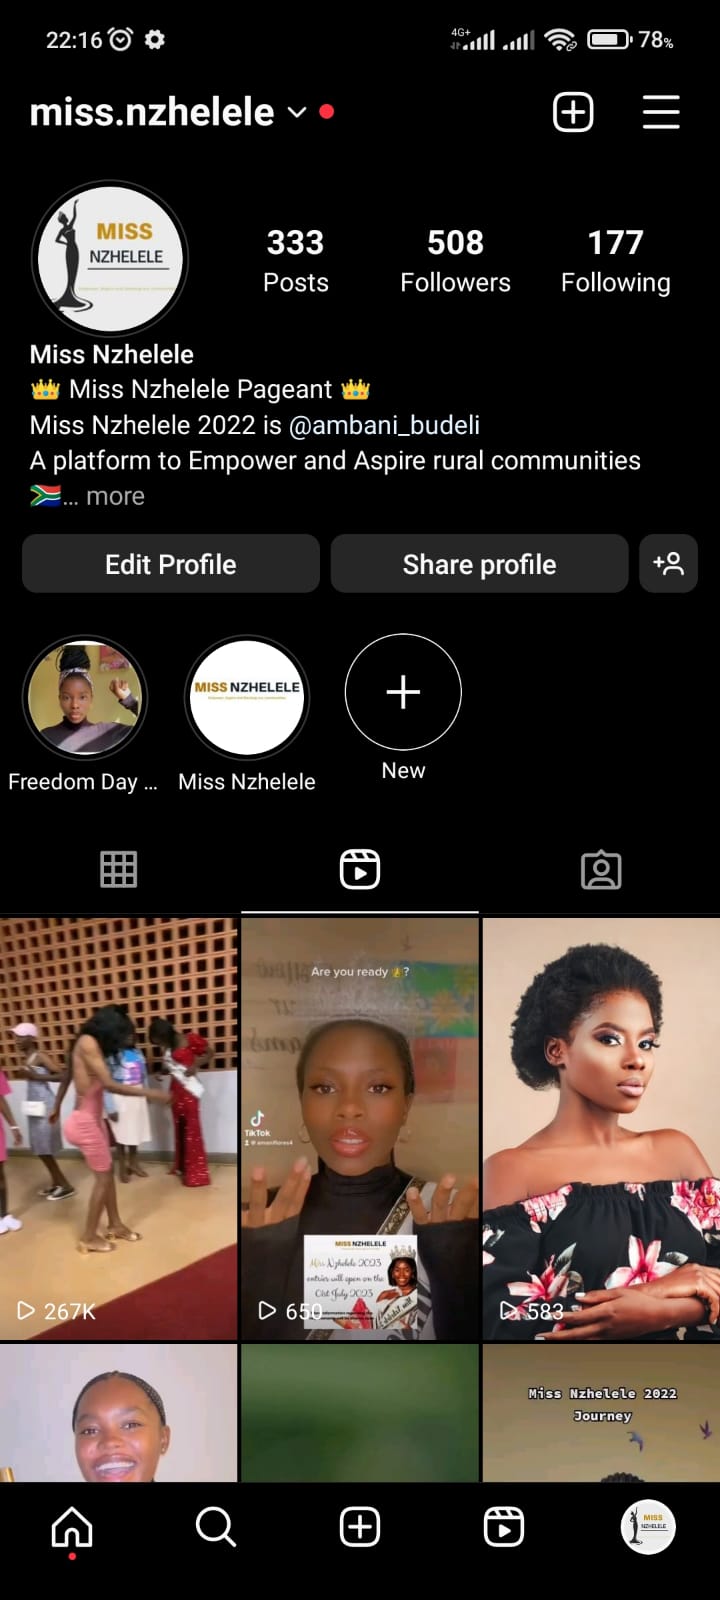 22:16
4G+
78%
miss.nzhelele
MISS
NZHELELE
333
Posts
508
Followers
177
Following
Miss Nzhelele
👑 Miss Nzhelele Pageant 👑
Miss Nzhelele 2022 is @ambani_budeli
A platform to Empower and Aspire rural communities
🇿🇦... more
Edit Profile
Share profile
MISS NZHELELE
Freedom Day ...
Miss Nzhelele
New
Are you ready 👌?
TikTok
MISS NZHELELE
Miss Nzhelele 2023
entries will open on the
01st July 2023
267K
650
583
Miss Nzhelele 2022
Journey
MISS
NZHELELE